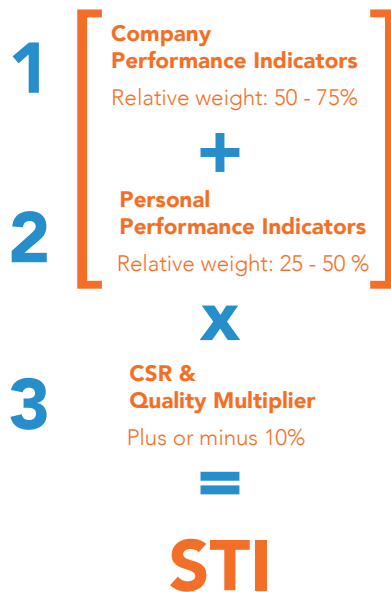 1
Company
Performance Indicators
Relative weight: 50 - 75%
+
2
Personal
Performance Indicators
Relative weight: 25 - 50 %
x
3
CSR &
Quality Multiplier
Plus or minus 10%
=
STI